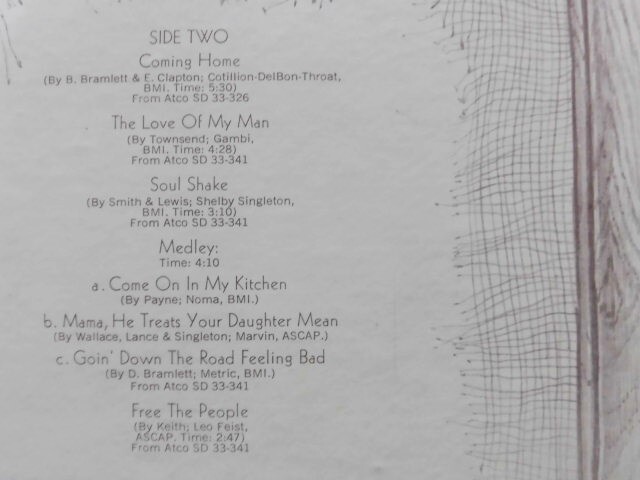 SIDE TWO
Coming Home
(By B. Bramlett & E. Clapton; Cotillion-DelBon-Throat,
BMI. Time: 5:30)
From Atco SD 33-326
The Love Of My Man
(By Townsend; Gambi,
BMI. Time: 4:28)
From Atco SD 33-341
Soul Shake
(By Smith & Lewis; Shelby Singleton,
BMI. Time: 3:10)
From Atco SD 33-341
Medley:
Time: 4:10
a. Come On In My Kitchen
(By Payne; Noma, BMI.)
b. Mama, He Treats Your Daughter Mean
(By Wallace, Lance & Singleton; Marvin, ASCAP.)
c. Goin' Down The Road Feeling Bad
(By D. Bramlett; Metric, BMI.)
From Atco SD 33-341
Free The People
(By Keith; Leo Feist,
ASCAP. Time: 2:47)
From Atco SD 33-341